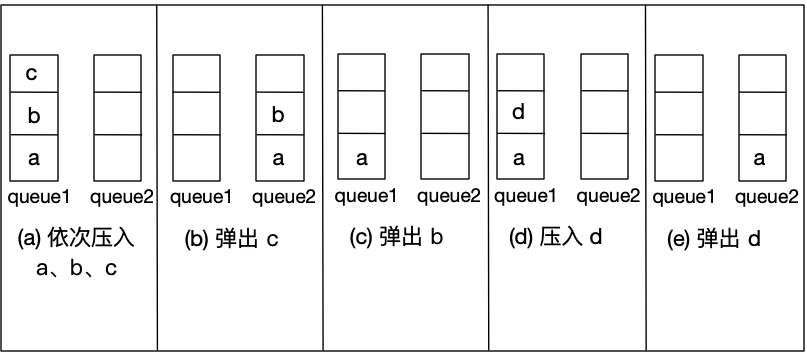 c
b
a
queue1 queue2
(a) 依次压入
a、b、c
b
a
queue1 queue2
(b) 弹出 c
a
queue1 queue2
(c) 弹出 b
d
a
queue1 queue2
(d) 压入 d
a
queue1 queue2
(e) 弹出 d